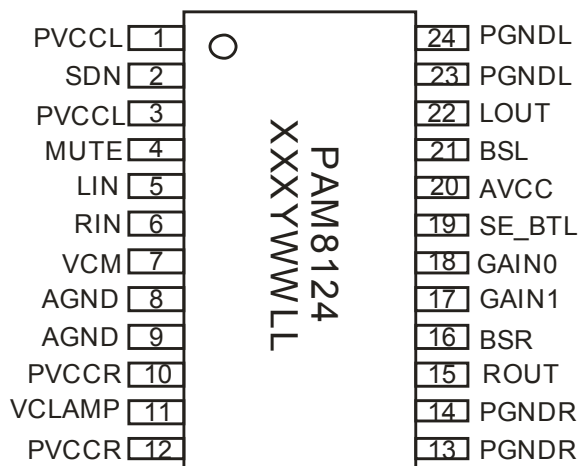 PVCCL 1 24 PGNDL
SDN 2 23 PGNDL
PVCCL 3 22 LOUT
MUTE 4 21 BSL
LIN 5 20 AVCC
RIN 6 19 SE_BTL
VCM 7 18 GAIN0
AGND 8 17 GAIN1
AGND 9 16 BSR
PVCCR 10 15 ROUT
VCLAMP 11 14 PGNDR
PVCCR 12 13 PGNDR
PAM8124
XXXYWWLL